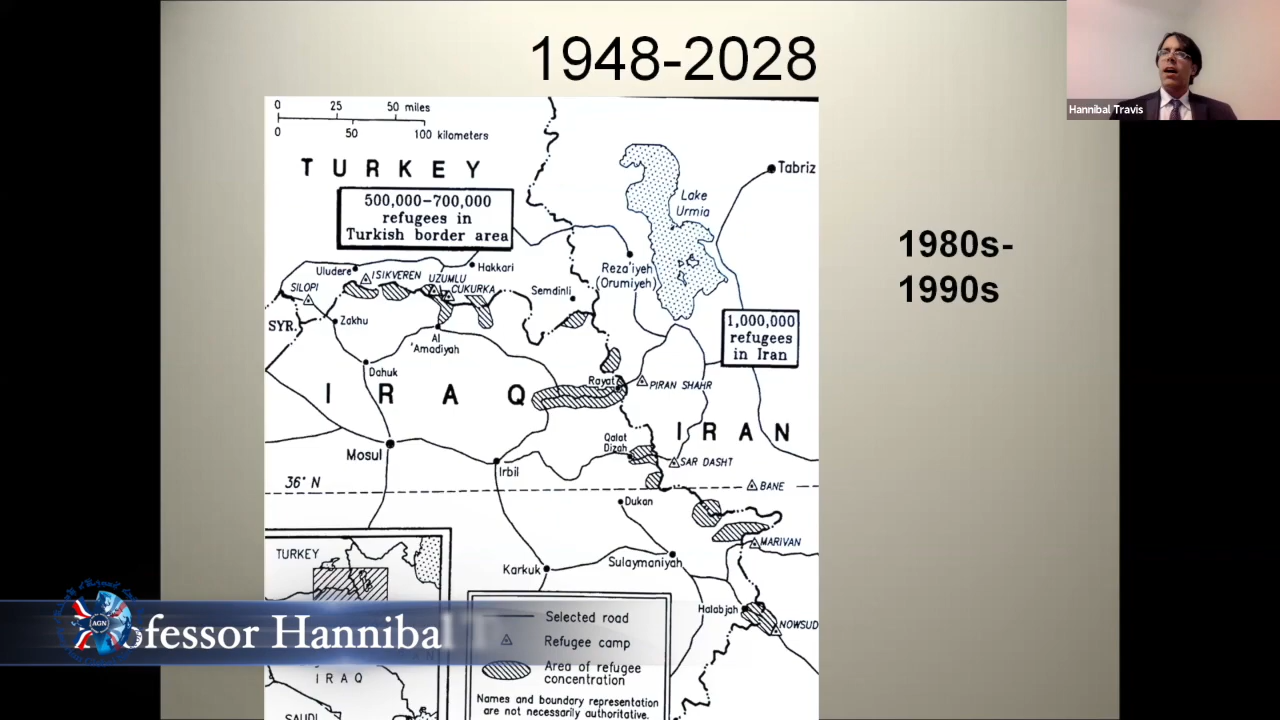 1948-2028
Hannibal Travis
0 25 50 miles
0 50 100 kilometers
TURKEY
500,000-700,000
refugees in
Turkish border area
Tabriz
Lake
Urmia
Reza'iyeh
(Orumiyeh)
1980s-
1990s
Uludere
ISIKVEREN
UZUMLU
Hakkari
SILOPI
CUKURKA
Semdinli
SYR.
Zakhu
Al
'Amadiyah
1,000,000
refugees
in Iran
Dahuk
IRAQ
Rayat
PIRAN SHAHR
IRAN
Mosul
Qalat
Dizah
SAR DASHT
Irbil
36° N
BANE
Dukan
MARIVAN
TURKEY
Karkuk
Sulaymaniyah
Halabjah
NOWSUD
Selected road
Refugee camp
Area of refugee
concentration
Names and boundary representation
are not necessarily authoritative.
AGN
Professor Hanniba
IRAQ
SAUDI